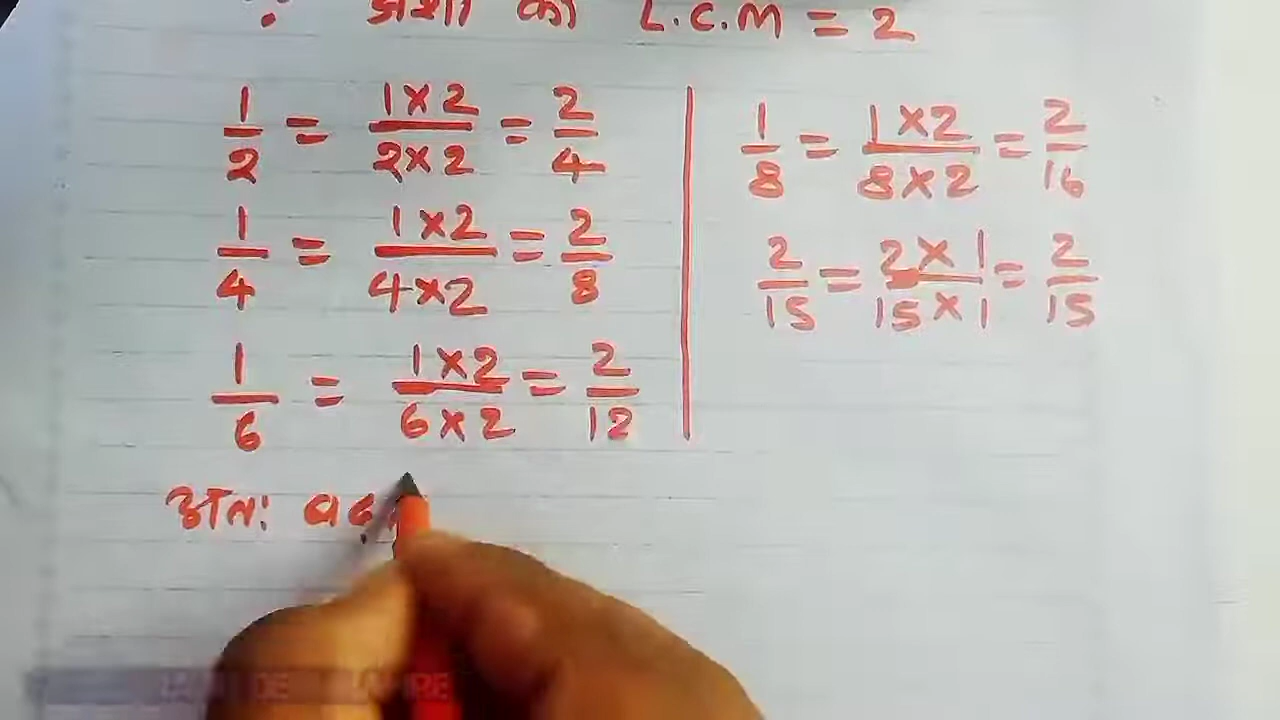 ∵ अंशों का L.C.M = 2
1/2 = 1×2/2×2 = 2/4
1/4 = 1×2/4×2 = 2/8
1/6 = 1×2/6×2 = 2/12
1/8 = 1×2/8×2 = 2/16
2/15 = 2×1/15×1 = 2/15
अतः